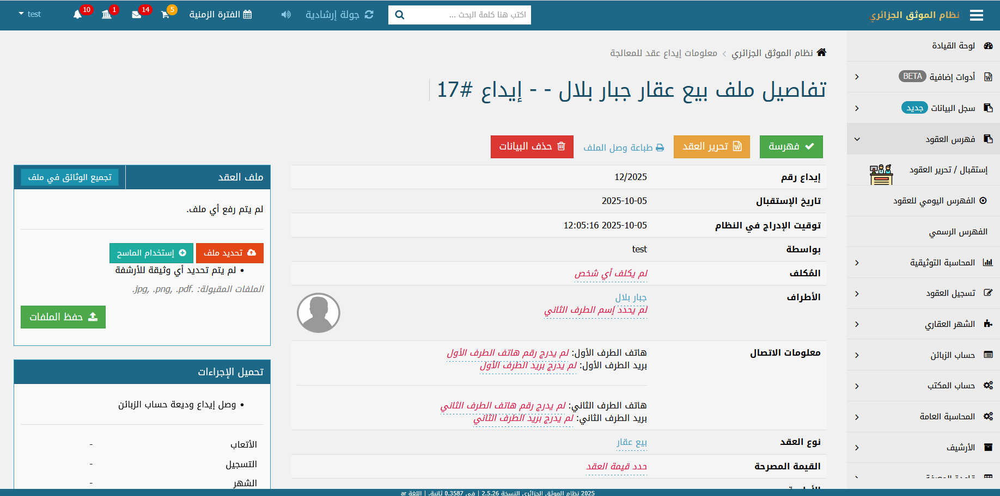 نظام الموثق الجزائري
اكتب هنا كلمة البحث ...
جولة إرشادية
الفترة الزمنية
5
14
1
10
test
لوحة القيادة
أدوات إضافية BETA
سجل البيانات جديد
فهرس العقود
إستقبال / تحرير العقود
الفهرس اليومي للعقود
الفهرس الرسمي
المحاسبة التوثيقية
تسجيل العقود
الشهر العقاري
حساب الزبائن
حساب المكتب
المحاسبة العامة
الأرشيف
نظام الموثق الجزائري › معلومات إيداع عقد للمعالجة
تفاصيل ملف بيع عقار جبار بلال - - إيداع #17
فهرسة
تحرير العقد
طباعة وصل الملف
حذف البيانات
إيداع رقم 12/2025
تاريخ الإستقبال 2025-10-05
توقيت الإدراج في النظام 2025-10-05 12:05:16
بواسطة test
المُكلف لم يكلف أي شخص
الأطراف جبار بلال
لم يحدد إسم الطرف الثاني
معلومات الاتصال هاتف الطرف الأول: لم يدرج رقم هاتف الطرف الأول
بريد الطرف الأول: لم يدرج بريد الطرف الأول
هاتف الطرف الثاني: لم يدرج رقم هاتف الطرف الثاني
بريد الطرف الثاني: لم يدرج بريد الطرف الثاني
نوع العقد بيع عقار
القيمة المصرحة حدد قيمة العقد
ملف العقد
تجميع الوثائق في ملف
لم يتم رفع أي ملف.
تحديد ملف
إستخدام الماسح
• لم يتم تحديد أي وثيقة للأرشفة
الملفات المقبولة: .jpg, .png, .pdf.
حفظ الملفات
تحميل الإجراءات
• وصل إيداع وديعة حساب الزبائن
الأتعاب -
التسجيل -
الشهر -
2025 نظام الموثق الجزائري النسخة 2.5.26 | في 0.3587 ثانية. | اللغة ar